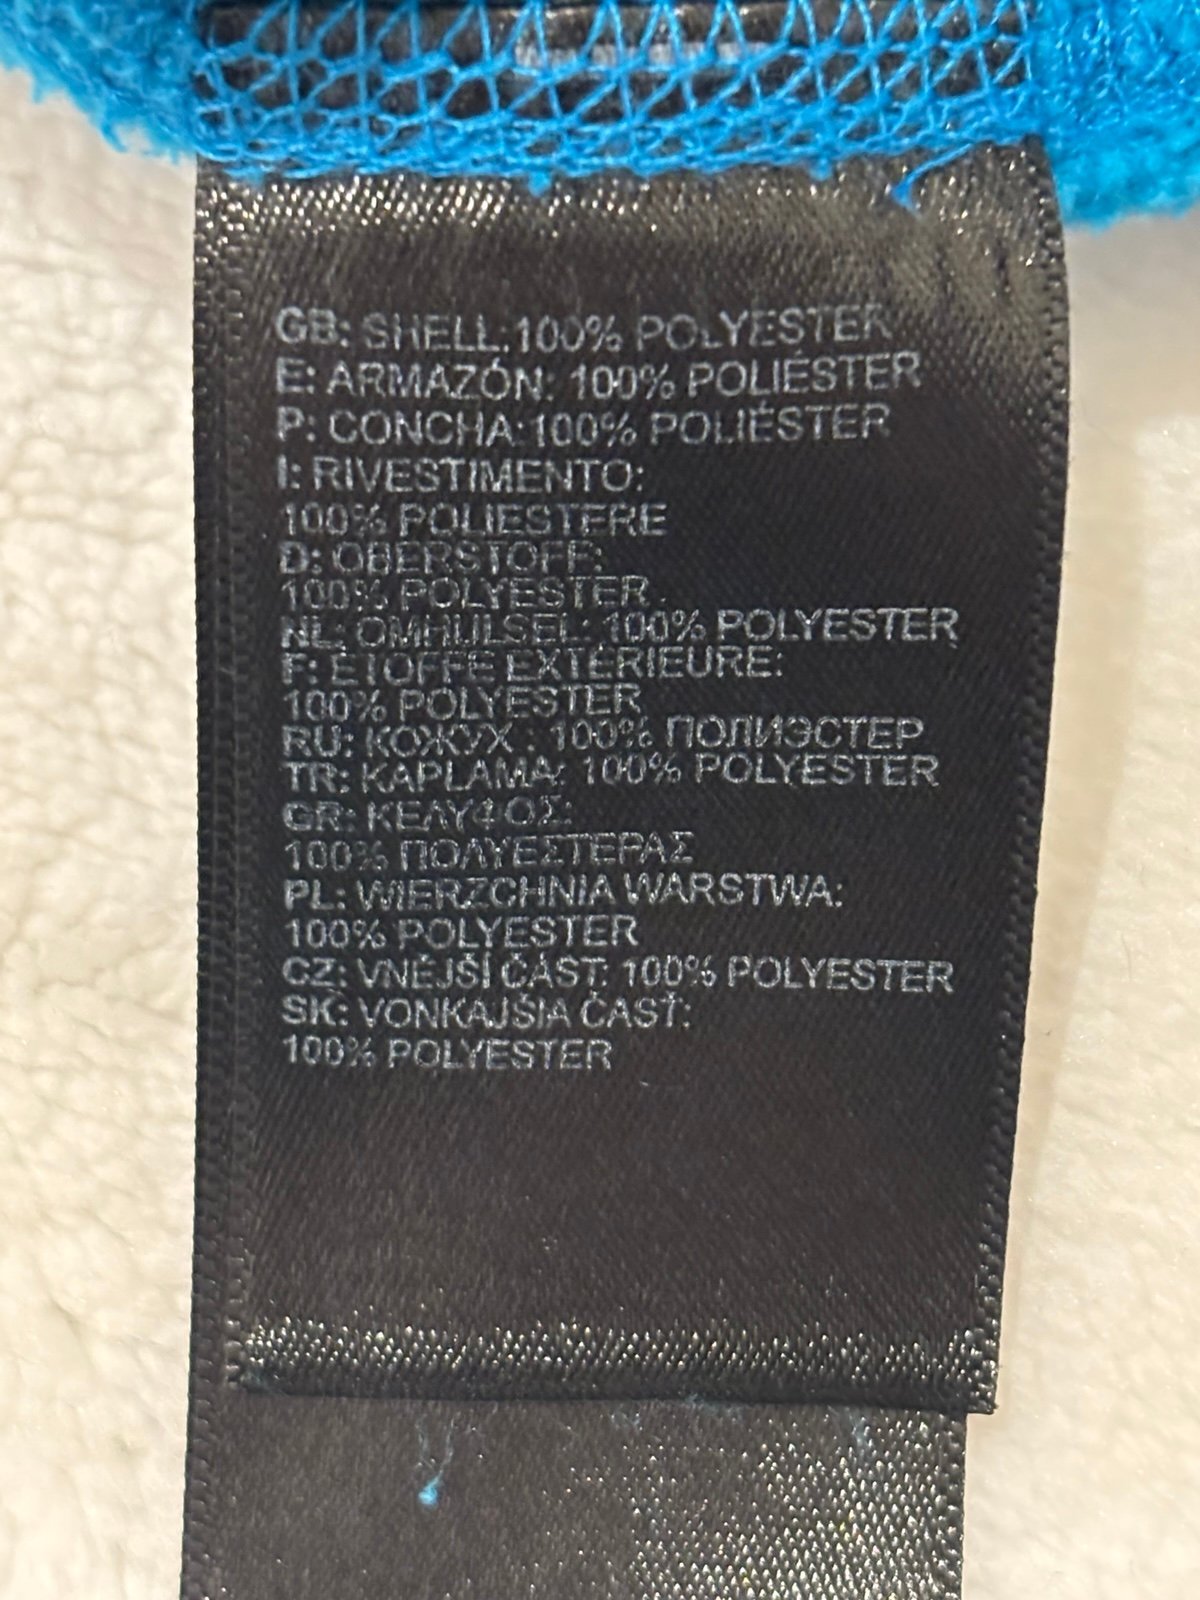 GB: SHELL:100% POLYESTER
E: ARMAZÓN: 100% POLIÉSTER
P: CONCHA:100% POLIÉSTER
I: RIVESTIMENTO:
100% POLIESTERE
D: OBERSTOFF:
100% POLYESTER
NL: OMHULSEL: 100% POLYESTER
F: ÉTOFFE EXTÉRIEURE:
100% POLYESTER
RU: КОЖУХ : 100% ПОЛИЭСТЕР
TR: KAPLAMA: 100% POLYESTER
GR: ΚΕΛΥΦΟΣ:
100% ΠΟΛΥΕΣΤΕΡΑΣ
PL: WIERZCHNIA WARSTWA:
100% POLYESTER
CZ: VNĚJŠÍ ČÁST: 100% POLYESTER
SK: VONKAJŠIA ČASŤ:
100% POLYESTER